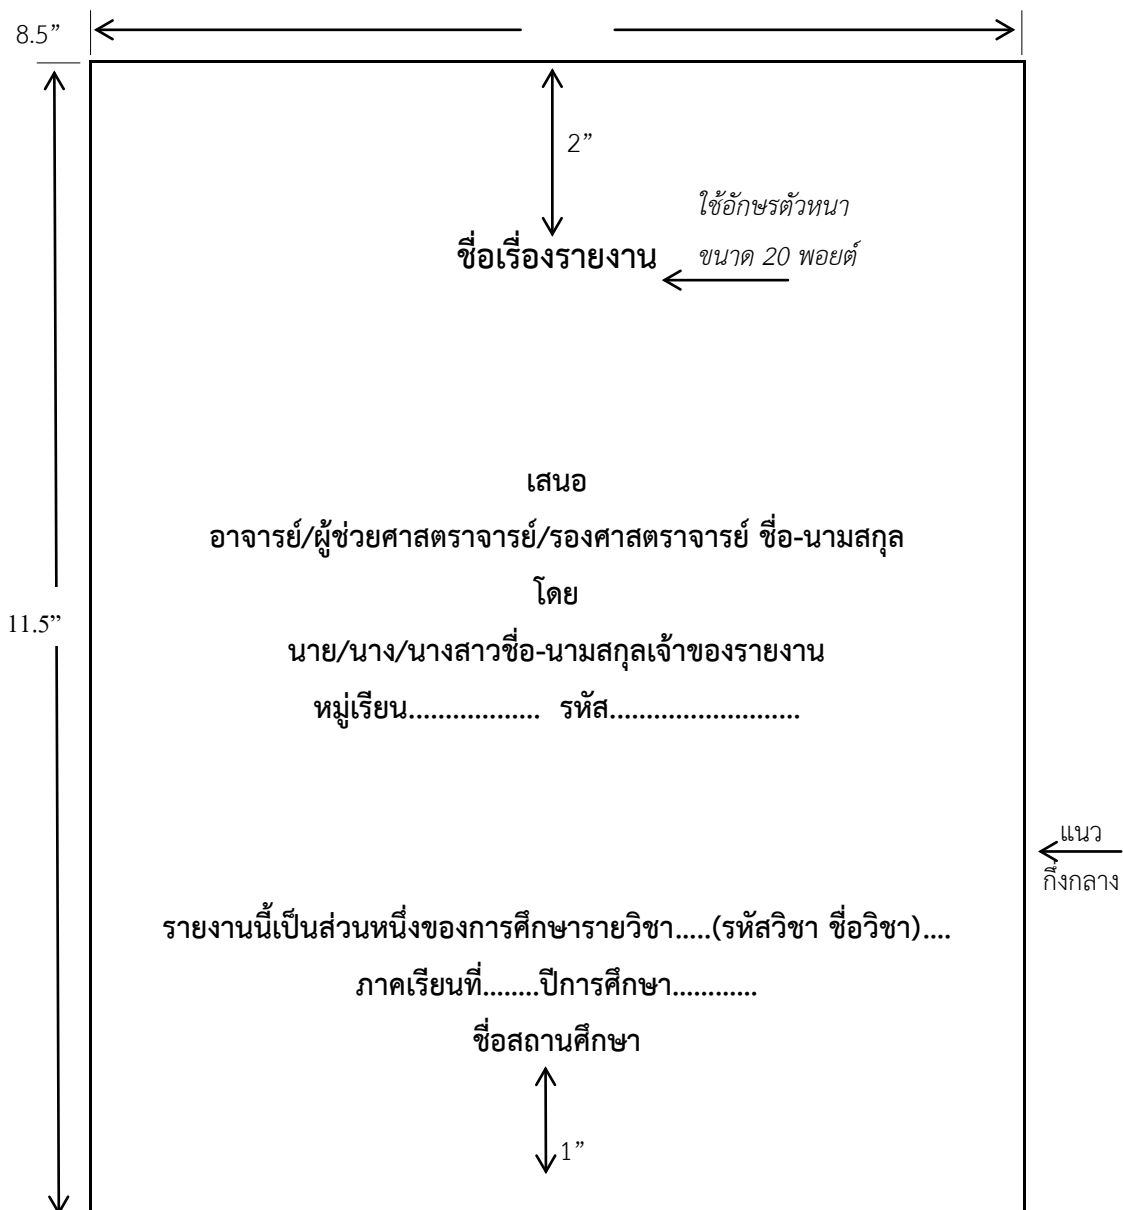 8.5”
2”
ใช้อักษรตัวหนา
ชื่อเรื่องรายงาน
ขนาด 20 พอยต์
เสนอ
อาจารย์/ผู้ช่วยศาสตราจารย์/รองศาสตราจารย์ ชื่อ-นามสกุล
โดย
11.5”
นาย/นาง/นางสาวชื่อ-นามสกุลเจ้าของรายงาน
หมู่เรียน.................. รหัส..........................
แนว
กึ่งกลาง
รายงานนี้เป็นส่วนหนึ่งของการศึกษารายวิชา.....(รหัสวิชา ชื่อวิชา)....
ภาคเรียนที่........ปีการศึกษา............
ชื่อสถานศึกษา
1”